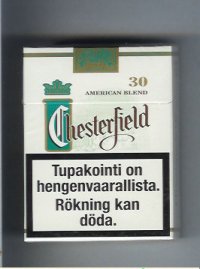 30
AMERICAN BLEND
Chesterfield
Tupakointi on
hengenvaarallista.
Rökning kan
döda.